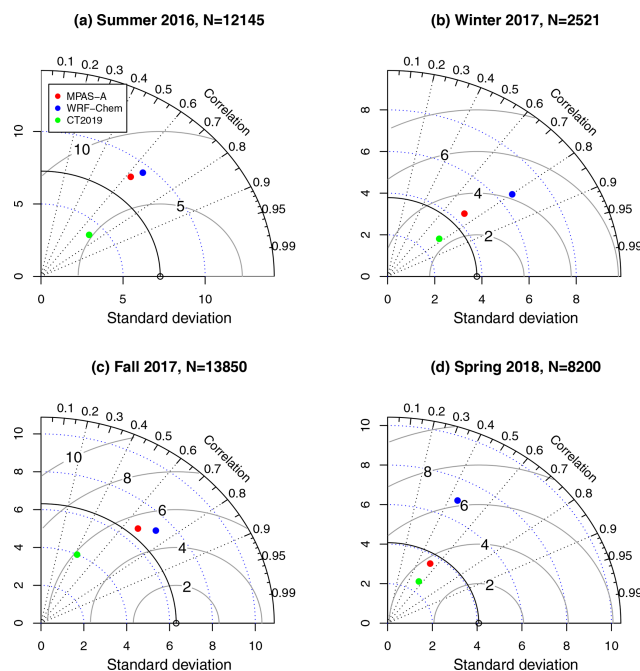 (a) Summer 2016, N=12145
0.1 0.2 0.3 0.4 0.5 0.6 0.7 0.8 0.9 0.95 0.99
Correlation
MPAS−A
WRF−Chem
CT2019
10
5
0
10
5
0 5 10
Standard deviation
(b) Winter 2017, N=2521
0.1 0.2 0.3 0.4 0.5 0.6 0.7 0.8 0.9 0.95 0.99
Correlation
8
6
4
2
0
6
4
2
0 2 4 6 8 10
Standard deviation
(c) Fall 2017, N=13850
0.1 0.2 0.3 0.4 0.5 0.6 0.7 0.8 0.9 0.95 0.99
Correlation
10
8
6
4
2
0
10
8
6
4
2
0 2 4 6 8 10
Standard deviation
(d) Spring 2018, N=8200
0.1 0.2 0.3 0.4 0.5 0.6 0.7 0.8 0.9 0.95 0.99
Correlation
10
8
6
4
2
0
8
6
4
2
0 2 4 6 8 10
Standard deviation